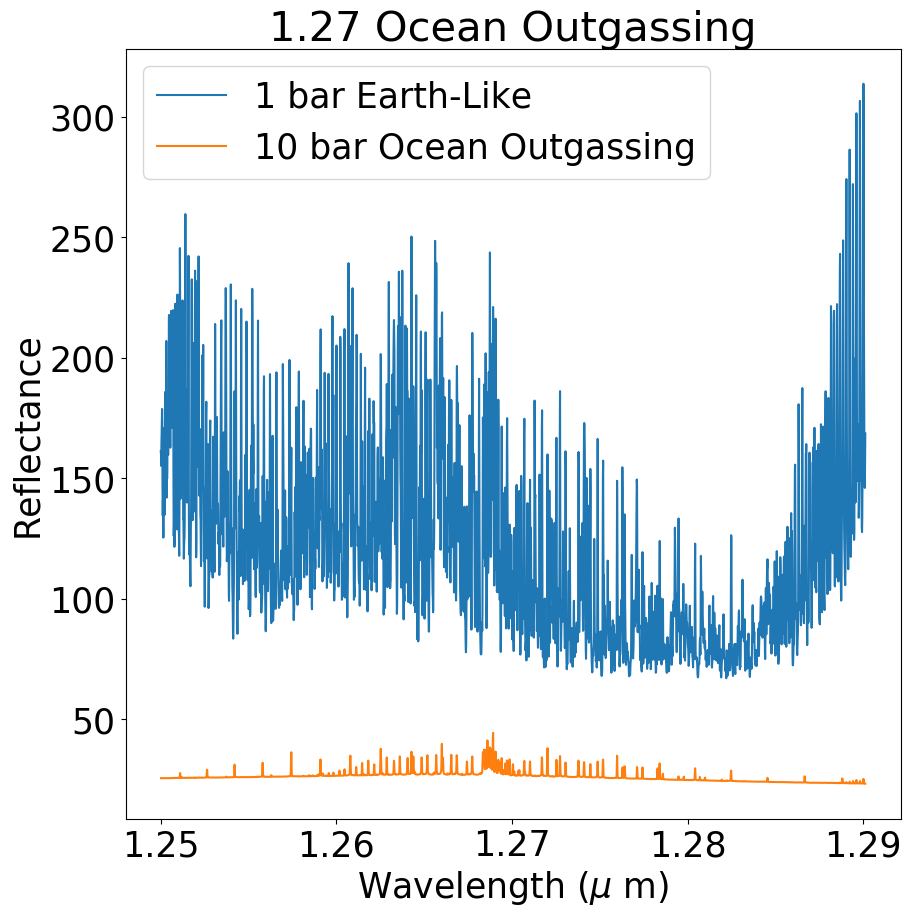 1.27 Ocean Outgassing
1 bar Earth-Like
10 bar Ocean Outgassing
Reflectance
300
250
200
150
100
50
1.25 1.26 1.27 1.28 1.29
Wavelength (μ m)